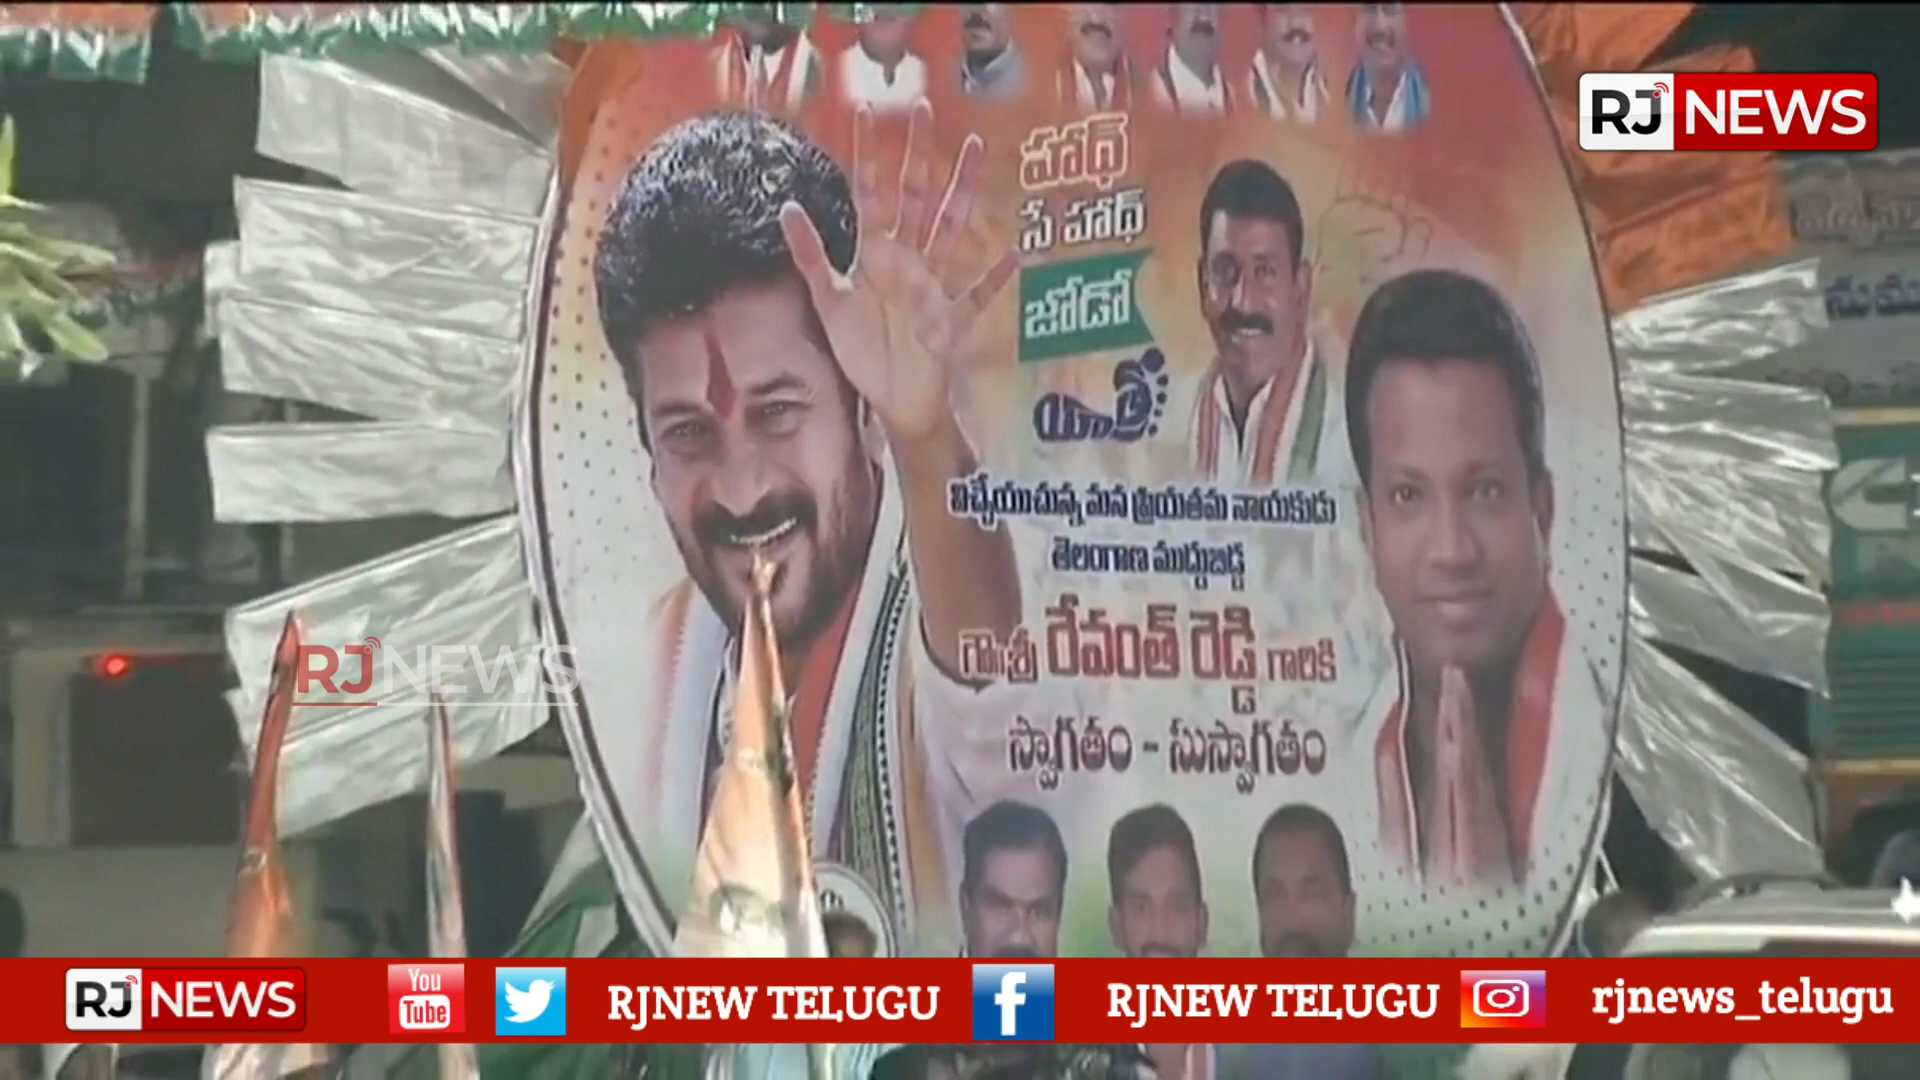 RJ NEWS
హాథ్
సే హాథ్
జోడో
యాత్ర
విచ్చేయుచున్న మన ప్రియతమ నాయకుడు
తెలంగాణ ముద్దుబిడ్డ
గౌ॥శ్రీ రేవంత్ రెడ్డి గారికి
స్వాగతం - సుస్వాగతం
RJ NEWS
RJ NEWS
You
Tube
RJNEW TELUGU
f
RJNEW TELUGU
rjnews_telugu